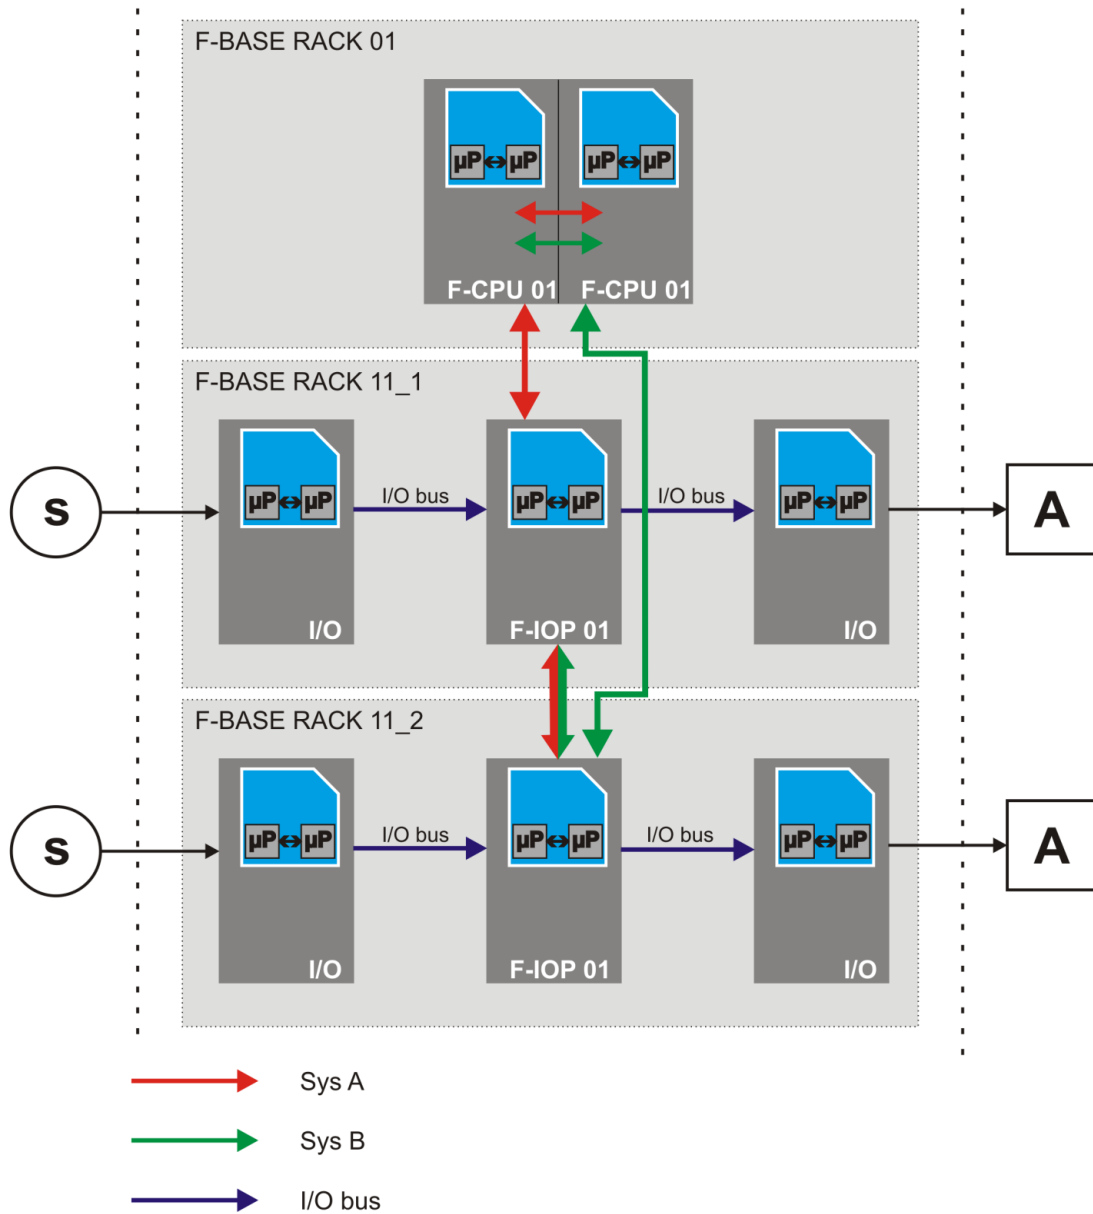 F-BASE RACK 01
µP µP µP µP
F-CPU 01 F-CPU 01
F-BASE RACK 11_1
S µP µP I/O bus µP µP I/O bus µP µP A
I/O F-IOP 01 I/O
F-BASE RACK 11_2
S µP µP I/O bus µP µP I/O bus µP µP A
I/O F-IOP 01 I/O
Sys A
Sys B
I/O bus